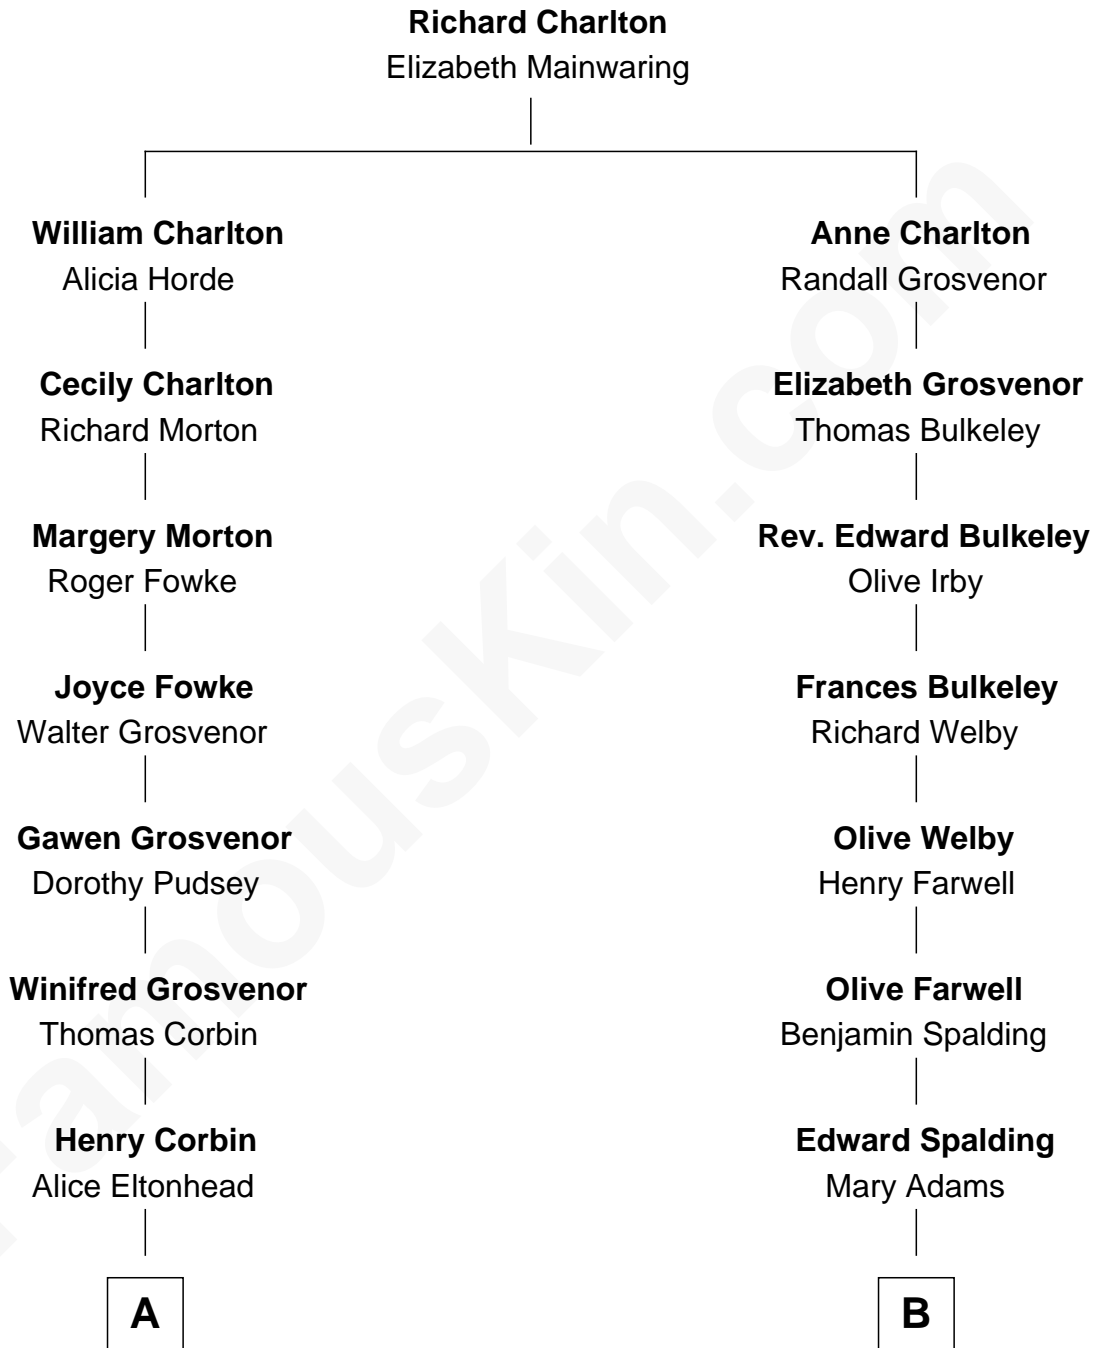 Richard Charlton
Elizabeth Mainwaring
William Charlton
Alicia Horde
Anne Charlton
Randall Grosvenor
Cecily Charlton
Richard Morton
Elizabeth Grosvenor
Thomas Bulkeley
Margery Morton
Roger Fowke
Rev. Edward Bulkeley
Olive Irby
Joyce Fowke
Walter Grosvenor
Frances Bulkeley
Richard Welby
Gawen Grosvenor
Dorothy Pudsey
Olive Welby
Henry Farwell
Winifred Grosvenor
Thomas Corbin
Olive Farwell
Benjamin Spalding
Henry Corbin
Alice Eltonhead
Edward Spalding
Mary Adams
A
B
FamousKin.com